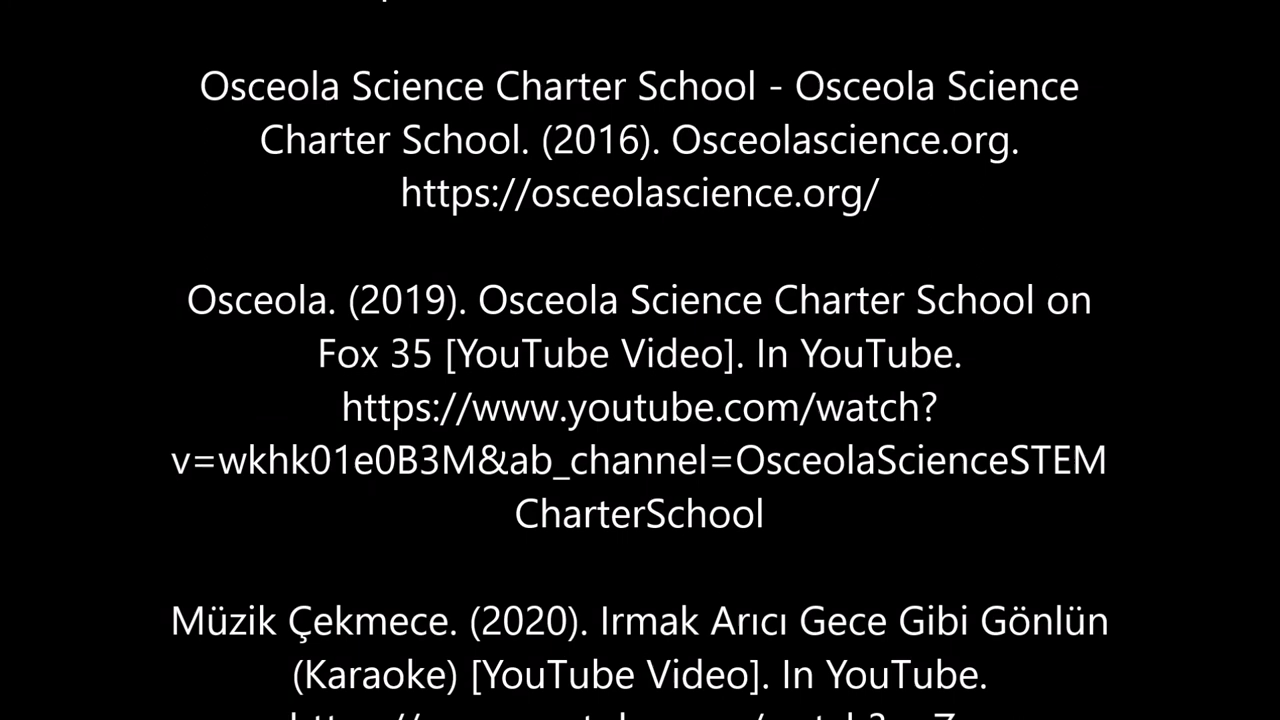 Osceola Science Charter School - Osceola Science
Charter School. (2016). Osceolascience.org.
https://osceolascience.org/
Osceola. (2019). Osceola Science Charter School on
Fox 35 [YouTube Video]. In YouTube.
https://www.youtube.com/watch?
v=wkhk01e0B3M&ab_channel=OsceolaScienceSTEM
CharterSchool
Müzik Çekmece. (2020). Irmak Arıcı Gece Gibi Gönlün
(Karaoke) [YouTube Video]. In YouTube.